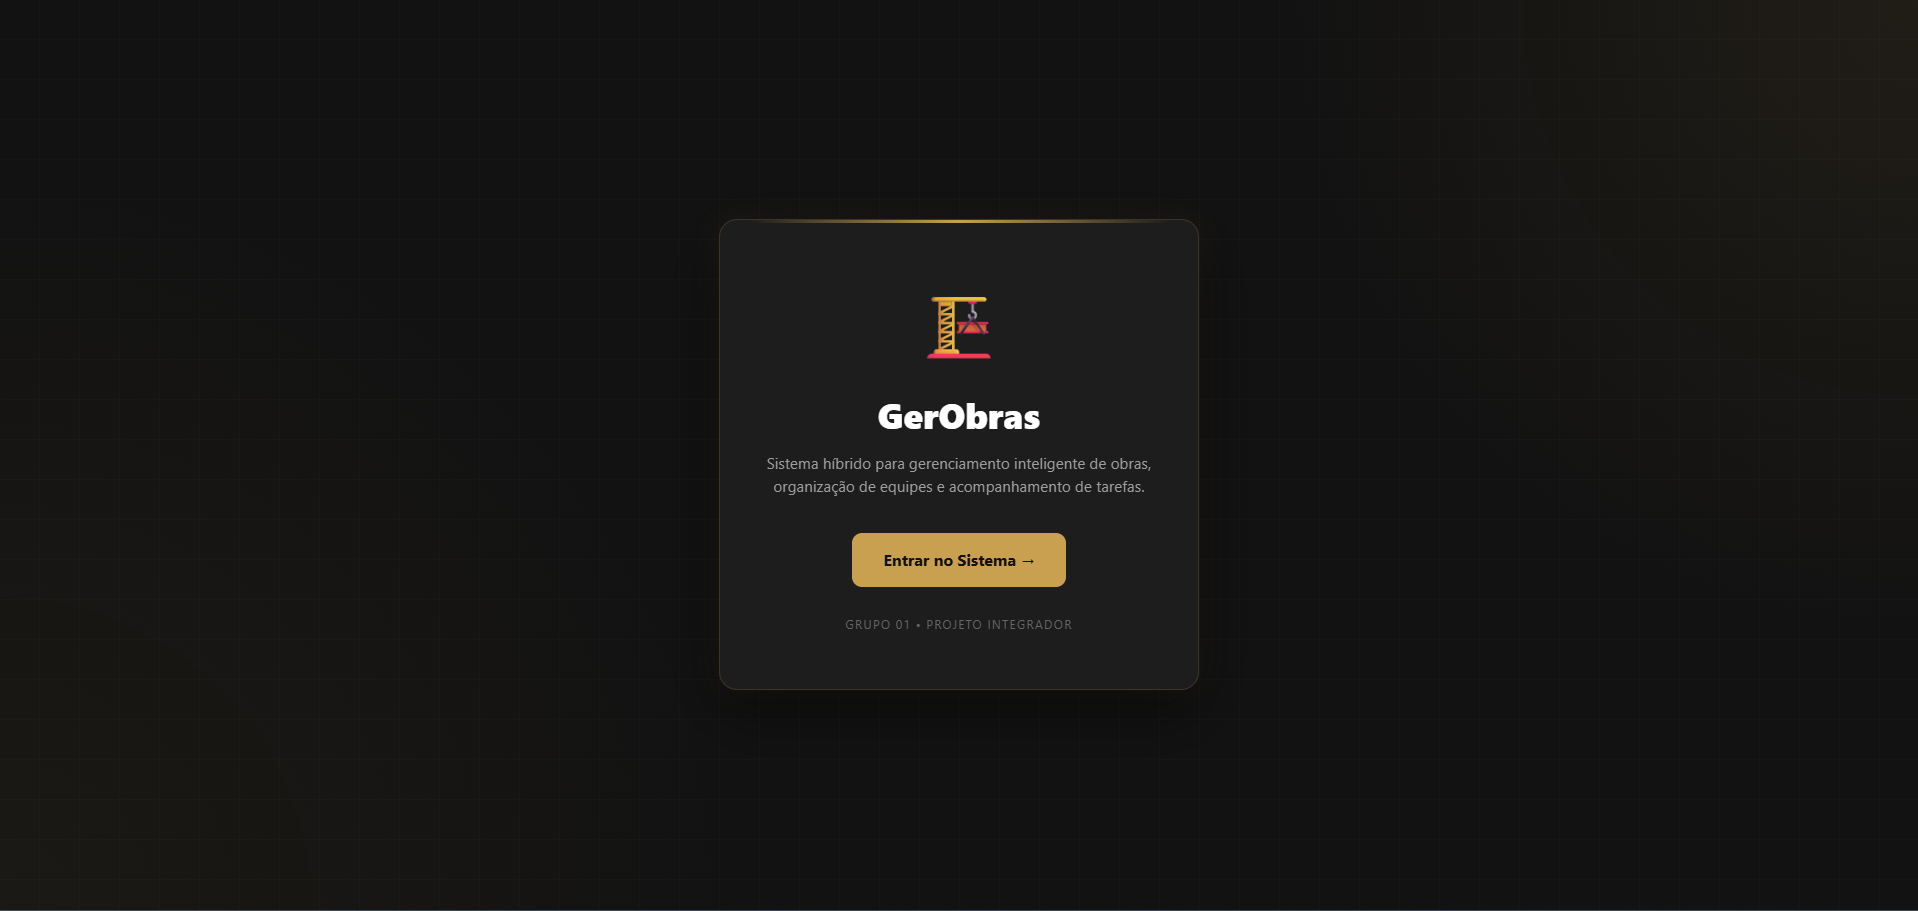 GerObras
Sistema híbrido para gerenciamento inteligente de obras,
organização de equipes e acompanhamento de tarefas.
Entrar no Sistema →
GRUPO 01 • PROJETO INTEGRADOR